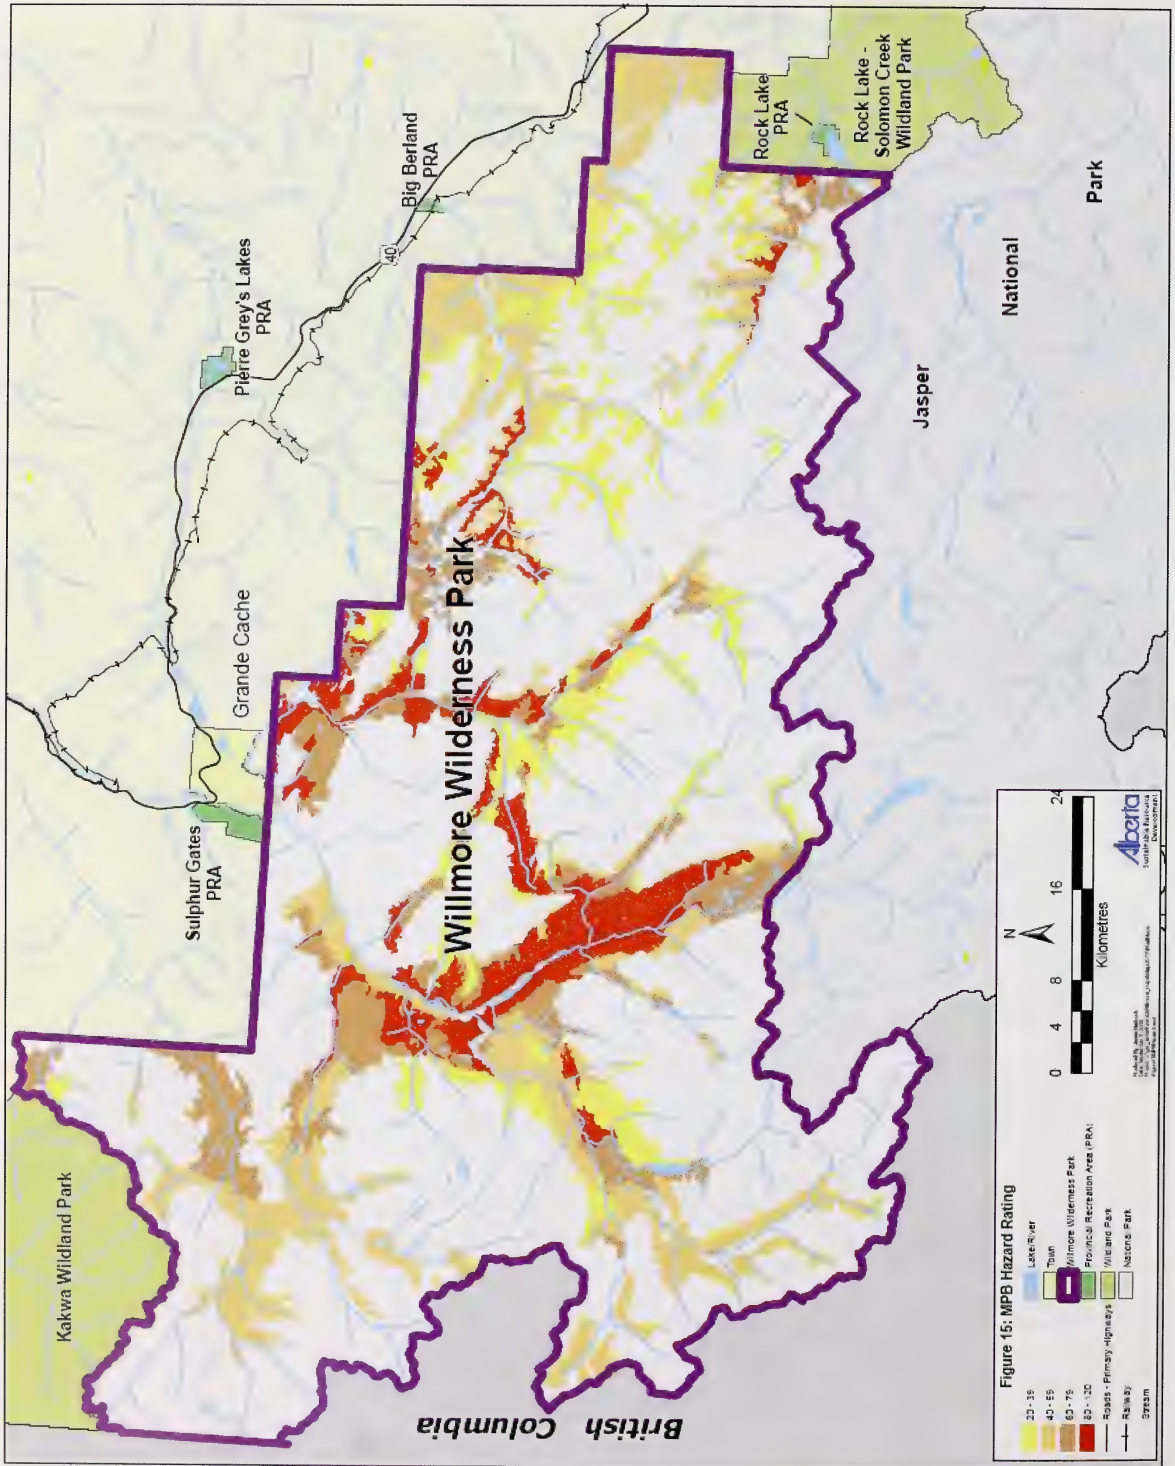 Kakwa Wildland Park
British Columbia
Sulphur Gates
PRA
Grande Cache
Pierre Grey's Lakes
PRA
Big Berland
PRA
40
Willmore Wilderness Park
Rock Lake
PRA
Rock Lake -
Solomon Creek
Wildland Park
Jasper
National
Park
Figure 15: MPB Hazard Rating
20 - 39
40 - 59
60 - 79
80 - 120
Roads - Primary Highways
Railway
Stream
Lake/River
Town
Willmore Wilderness Park
Provincial Recreation Area (PRA)
Wildland Park
National Park
N
0 4 8 16 24
Kilometres
Alberta
Sustainable Resource
Development